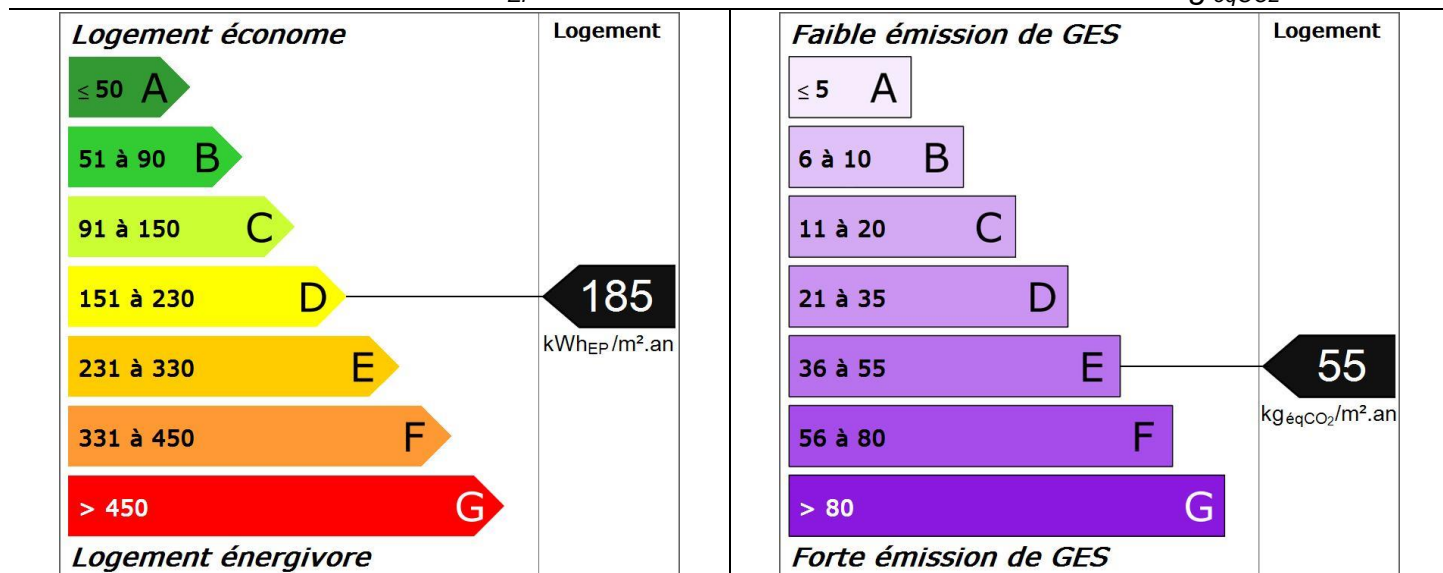 Logement économe
Logement
≤ 50 A
51 à 90 B
91 à 150 C
151 à 230 D
185
kWhEP/m².an
231 à 330 E
331 à 450 F
> 450 G
Logement énergivore
Faible émission de GES
Logement
≤ 5 A
6 à 10 B
11 à 20 C
21 à 35 D
36 à 55 E
55
kgéqCO₂/m².an
56 à 80 F
> 80 G
Forte émission de GES